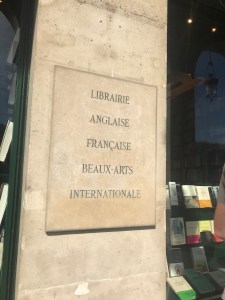 LIBRAIRIE
ANGLAISE
FRANÇAISE
BEAUX-ARTS
INTERNATIONALE